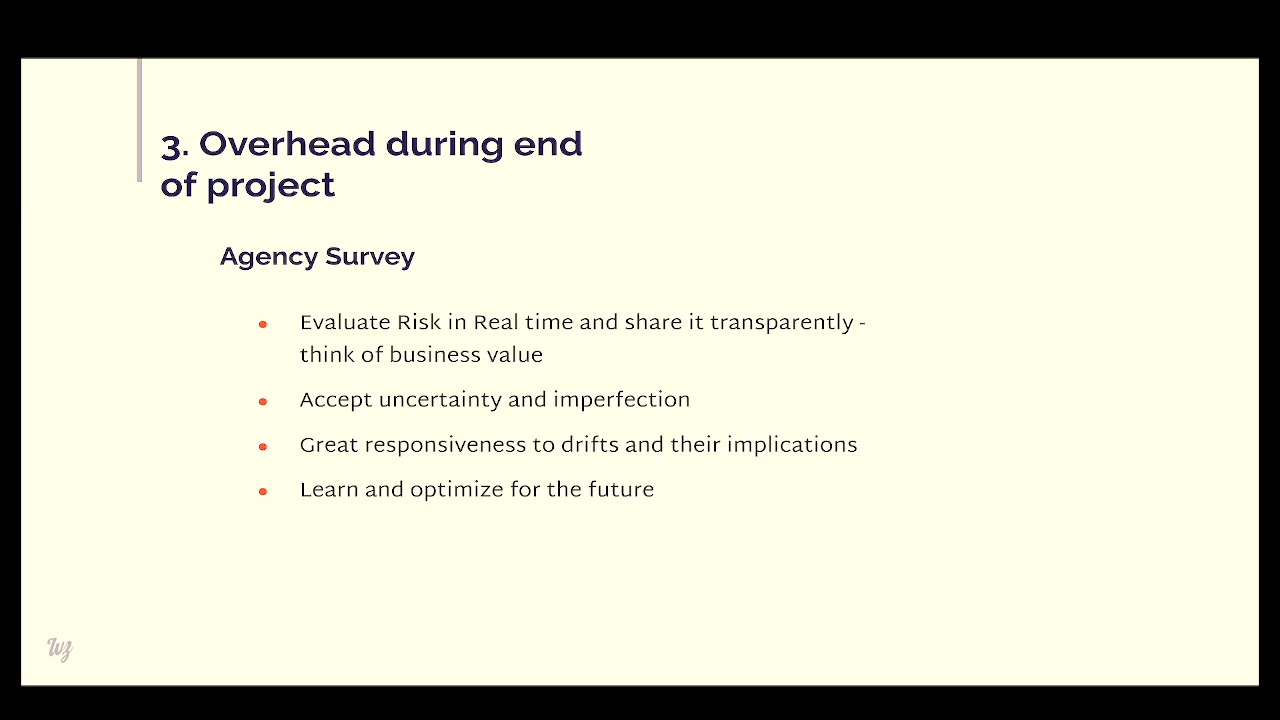 3. Overhead during end
of project
Agency Survey
Evaluate Risk in Real time and share it transparently -
think of business value
Accept uncertainty and imperfection
Great responsiveness to drifts and their implications
Learn and optimize for the future
wz